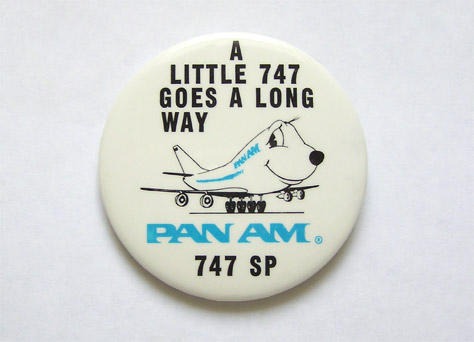 A
LITTLE 747
GOES A LONG
WAY
PAN AM
PAN AM®
747 SP